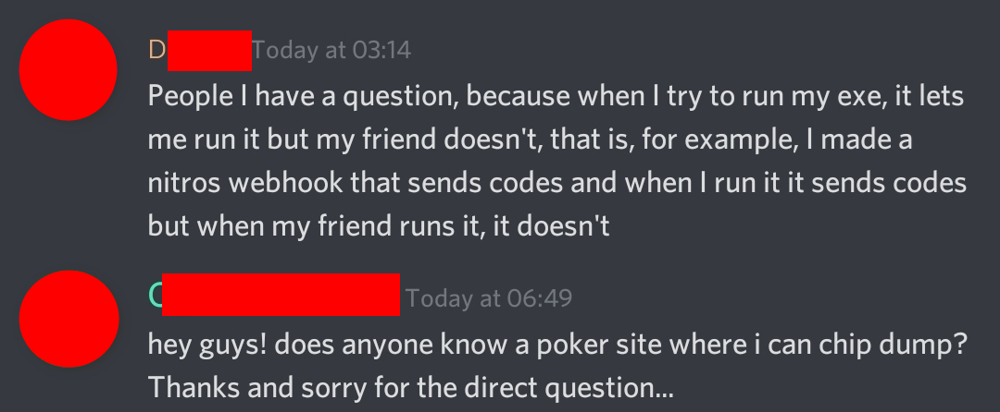 D Today at 03:14
People I have a question, because when I try to run my exe, it lets
me run it but my friend doesn't, that is, for example, I made a
nitros webhook that sends codes and when I run it it sends codes
but when my friend runs it, it doesn't
C Today at 06:49
hey guys! does anyone know a poker site where i can chip dump?
Thanks and sorry for the direct question...